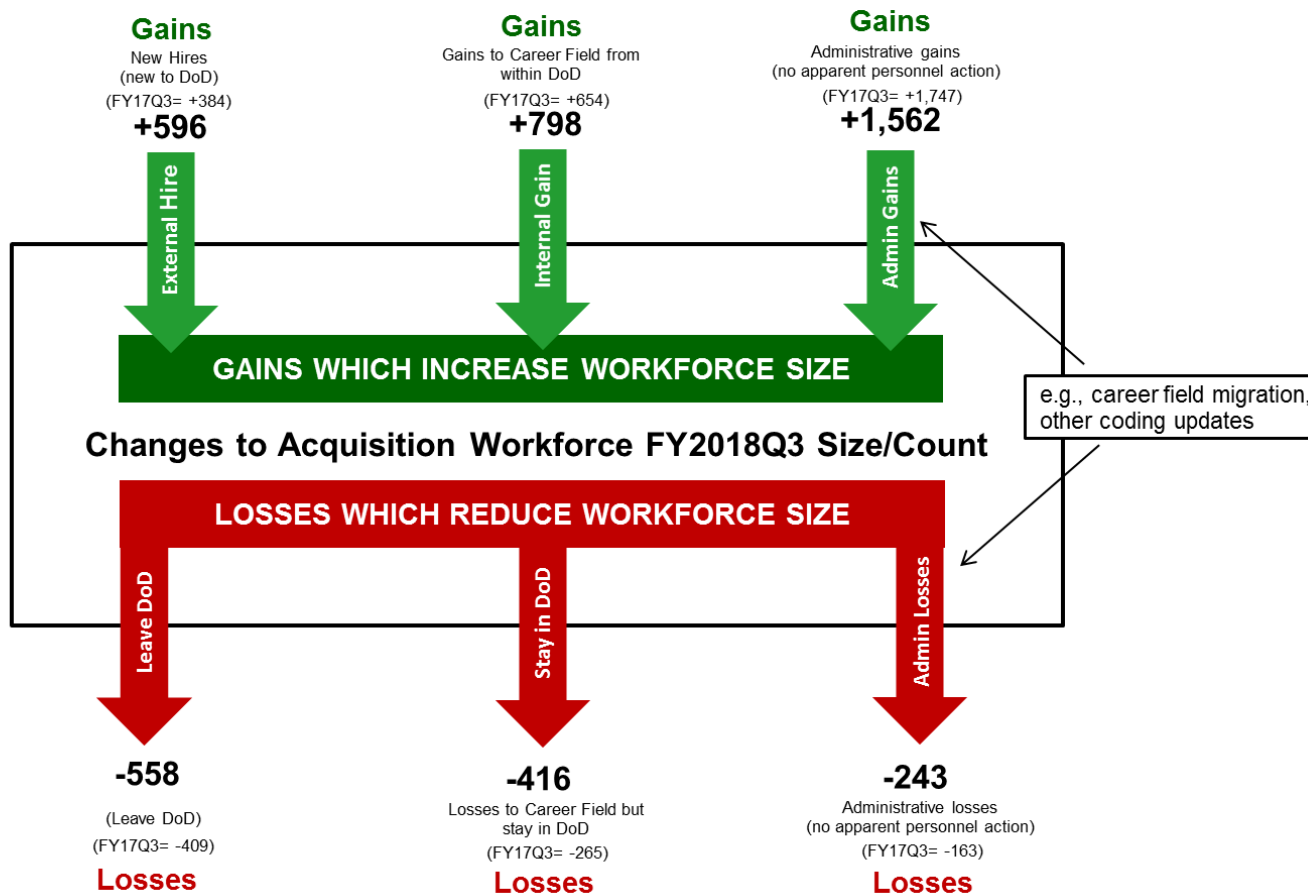 Gains
New Hires
(new to DoD)
(FY17Q3= +384)
+596
Gains
Gains to Career Field from
within DoD
(FY17Q3= +654)
+798
Gains
Administrative gains
(no apparent personnel action)
(FY17Q3= +1,747)
+1,562
External Hire
Internal Gain
Admin Gains
GAINS WHICH INCREASE WORKFORCE SIZE
e.g., career field migration,
other coding updates
Changes to Acquisition Workforce FY2018Q3 Size/Count
LOSSES WHICH REDUCE WORKFORCE SIZE
Leave DoD
Stay in DoD
Admin Losses
-558
(Leave DoD)
(FY17Q3= -409)
Losses
-416
Losses to Career Field but
stay in DoD
(FY17Q3= -265)
Losses
-243
Administrative losses
(no apparent personnel action)
(FY17Q3= -163)
Losses